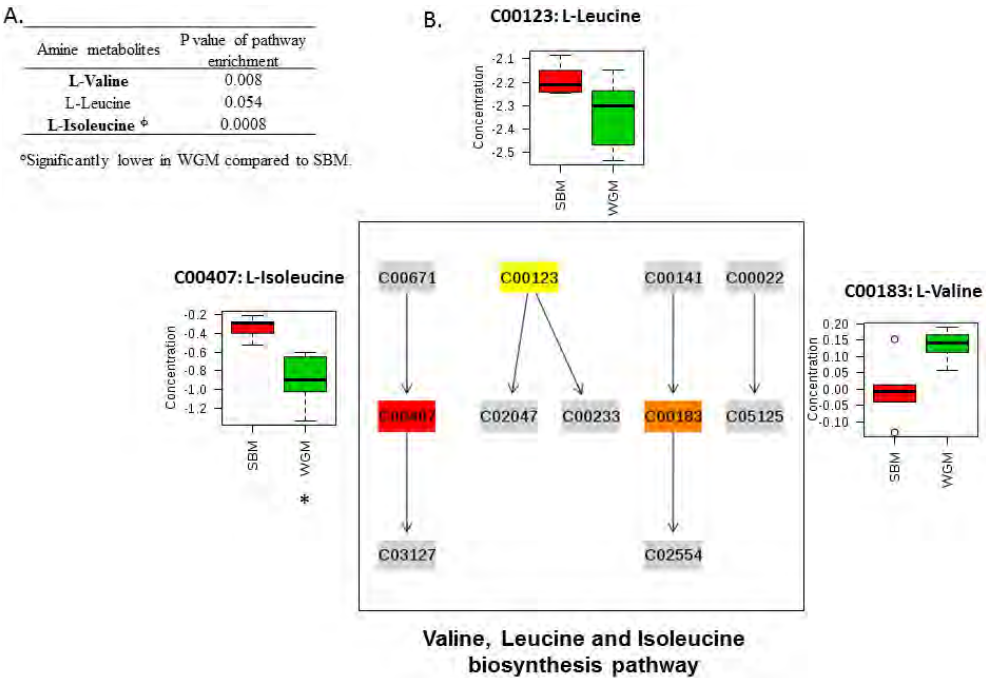 A.
Amine metabolites P value of pathway enrichment
L-Valine 0.008
L-Leucine 0.054
L-Isoleucine ᶲ 0.0008
ᶲSignificantly lower in WGM compared to SBM.
B.
C00123: L-Leucine
Concentration
-2.1
-2.2
-2.3
-2.4
-2.5
SBM
WGM
C00407: L-Isoleucine
Concentration
-0.2
-0.4
-0.6
-0.8
-1.0
-1.2
SBM
WGM
*
C00671 C00123 C00141 C00022
C00407 C02047 C00233 C00183 C05125
C03127 C02554
C00183: L-Valine
Concentration
0.20
0.15
0.10
0.05
0.00
-0.05
-0.10
SBM
WGM
Valine, Leucine and Isoleucine
biosynthesis pathway